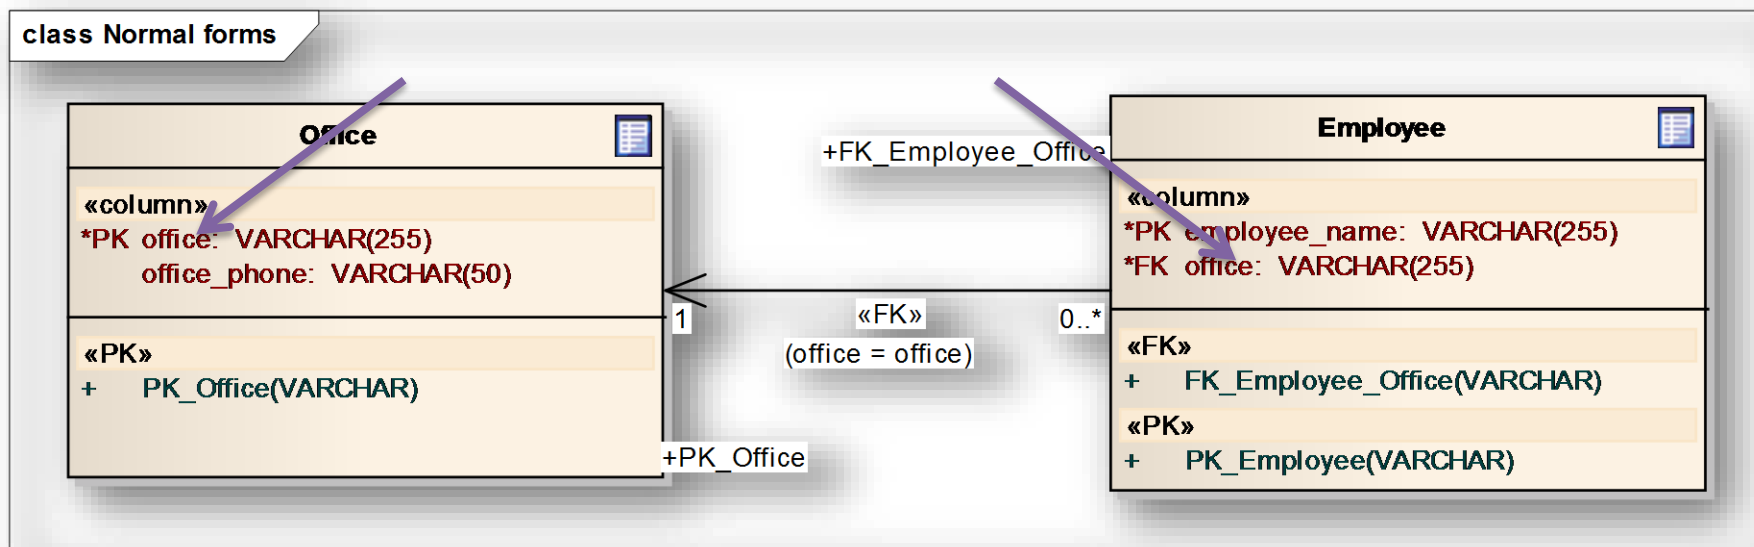 class Normal forms
Office
«column»
*PK office: VARCHAR(255)
office_phone: VARCHAR(50)
«PK»
+ PK_Office(VARCHAR)
+FK_Employee_Office
1
0..*
«FK»
(office = office)
+PK_Office
Employee
«column»
*PK employee_name: VARCHAR(255)
*FK office: VARCHAR(255)
«FK»
+ FK_Employee_Office(VARCHAR)
«PK»
+ PK_Employee(VARCHAR)